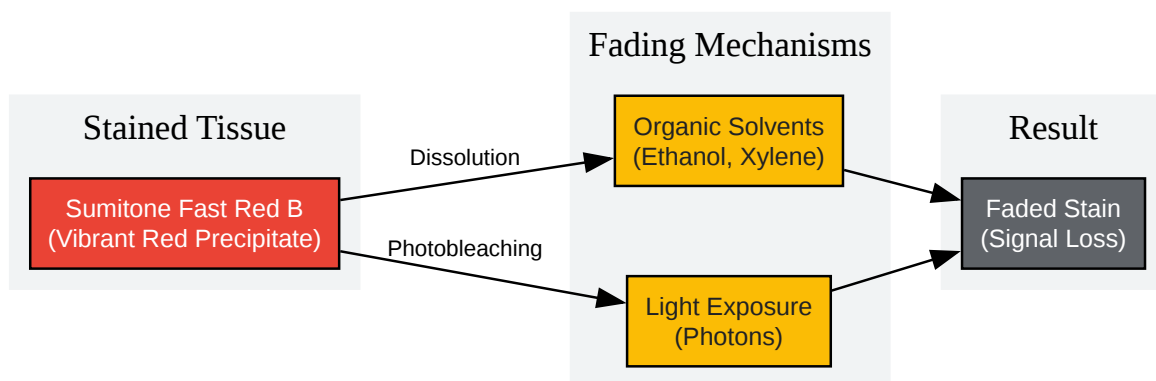 Stained Tissue
Sumitone Fast Red B
(Vibrant Red Precipitate)
Dissolution
Photobleaching
Fading Mechanisms
Organic Solvents
(Ethanol, Xylene)
Light Exposure
(Photons)
Result
Faded Stain
(Signal Loss)